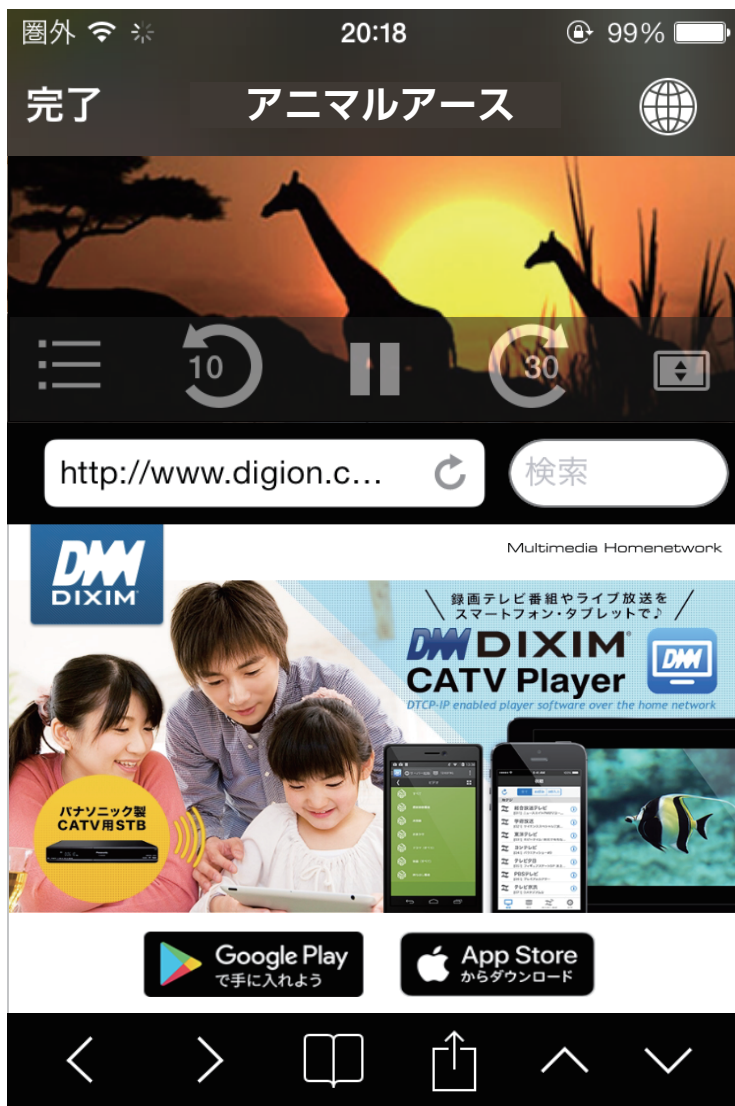 圏外 20:18 99%
完了 アニマルアース
10 30
http://www.digion.c... 検索
DIXIM
Multimedia Homenetwork
録画テレビ番組やライブ放送を
スマートフォン・タブレットで♪
DIXIM
CATV Player
DTCP-IP enabled player software over the home network
パナソニック製
CATV用STB
Google Play
で手に入れよう
App Store
からダウンロード